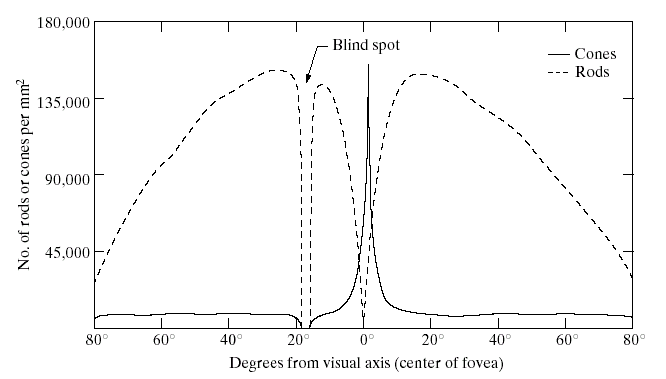 180,000
135,000
90,000
45,000
No. of rods or cones per mm²
Blind spot
Cones
Rods
80° 60° 40° 20° 0° 20° 40° 60° 80°
Degrees from visual axis (center of fovea)